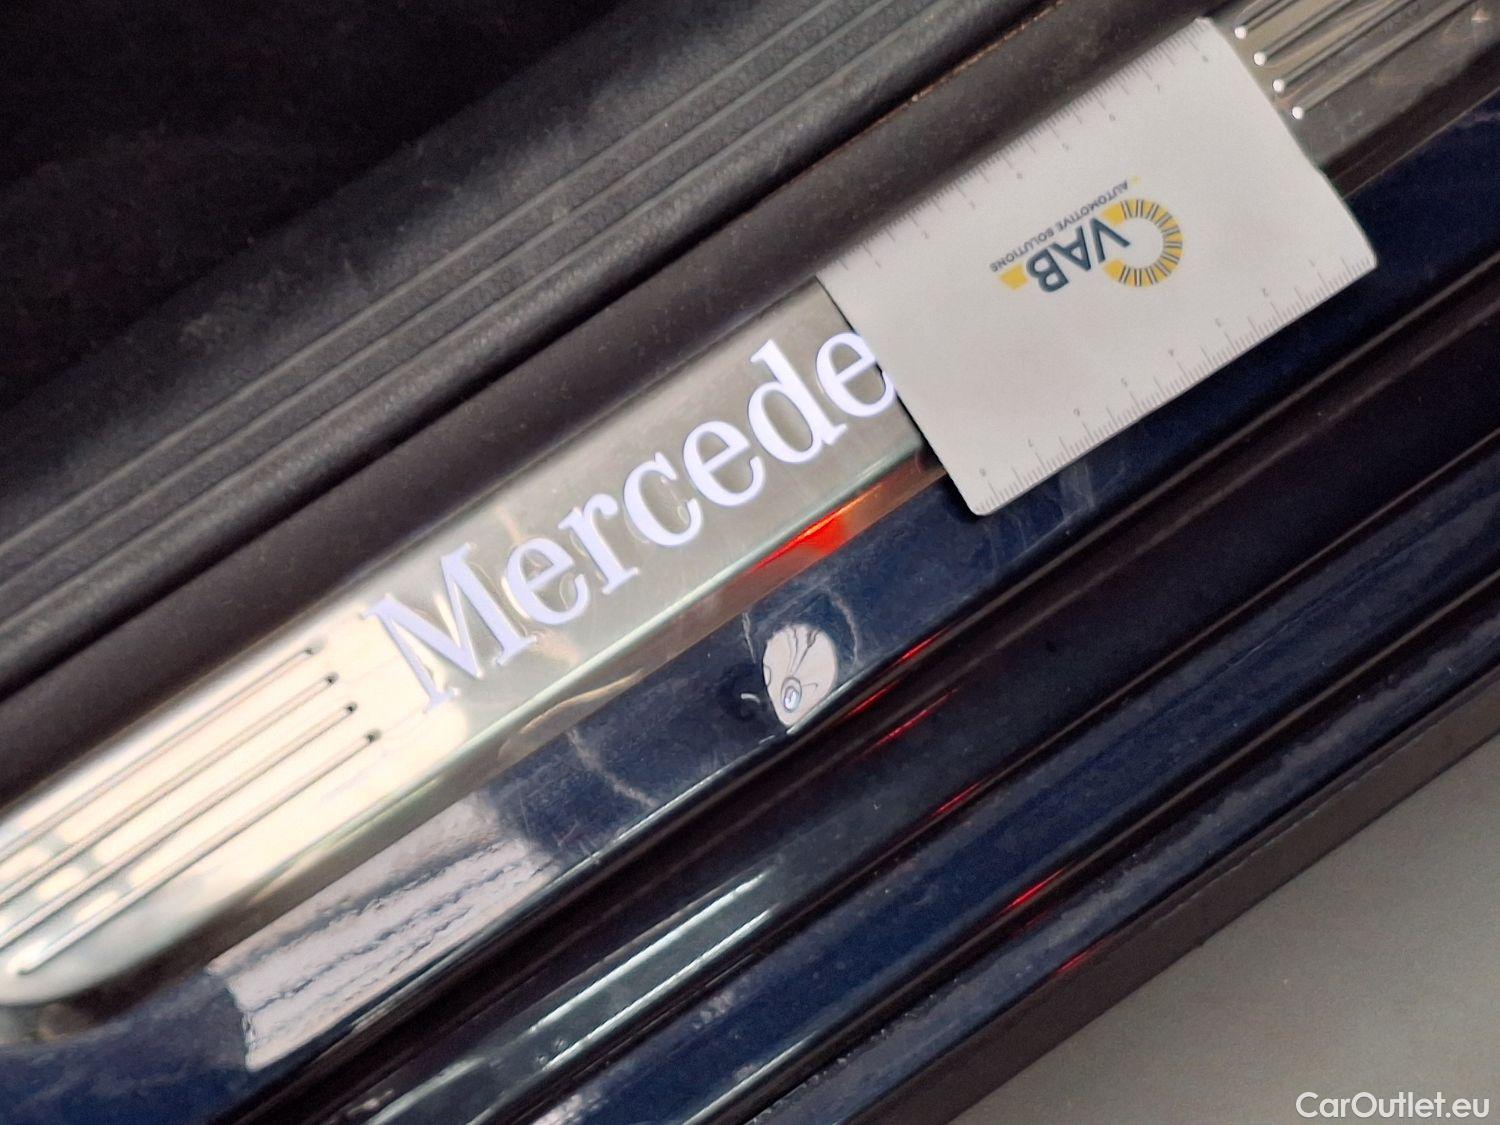 Mercede
VAB
AUTOMOTIVE SOLUTIONS
CarOutlet.eu